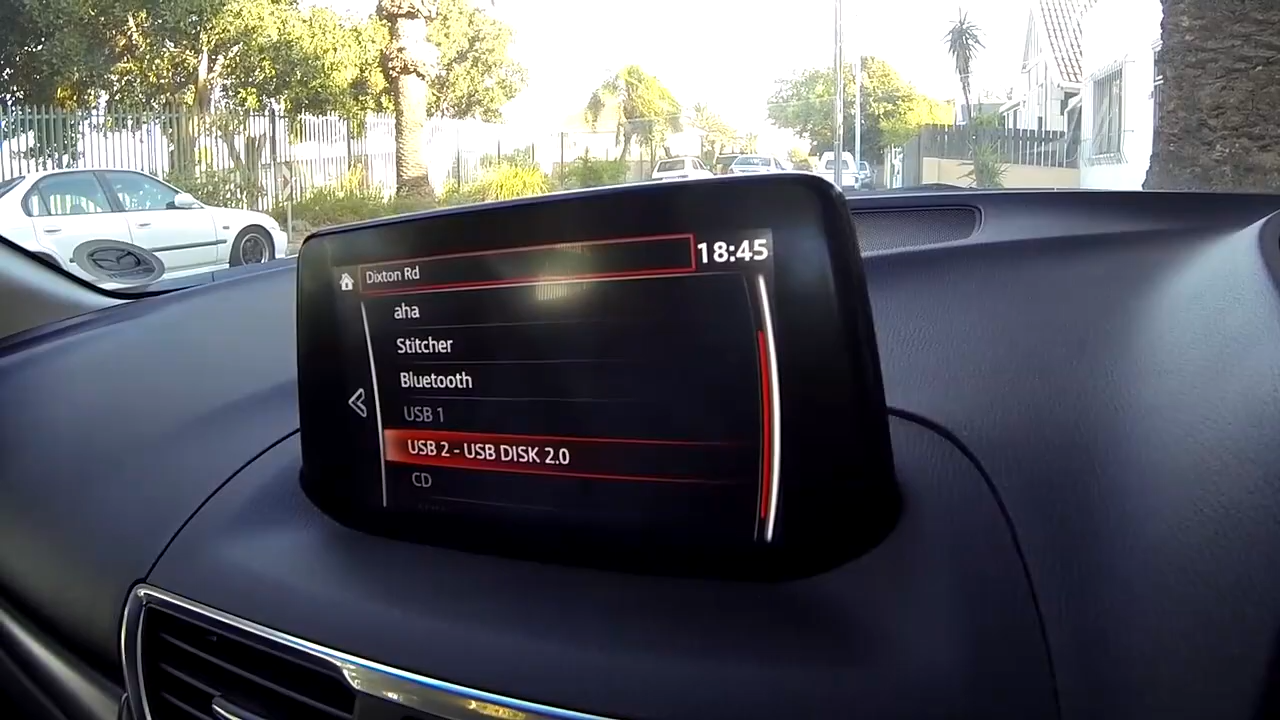 Dixton Rd
18:45
aha
Stitcher
Bluetooth
USB 1
USB 2 - USB DISK 2.0
CD